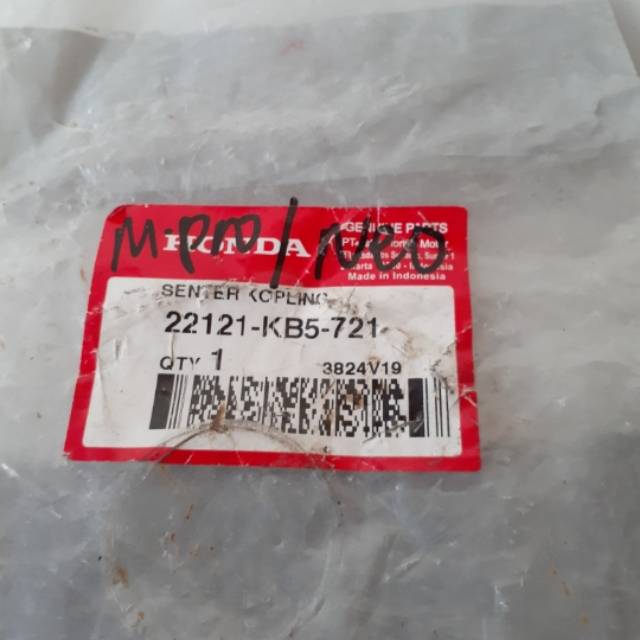 M.PRO / NEO
HONDA
GENUINE PARTS
Made in Indonesia
SENTER KOPLING
22121-KB5-721
QTY 1
3824V19